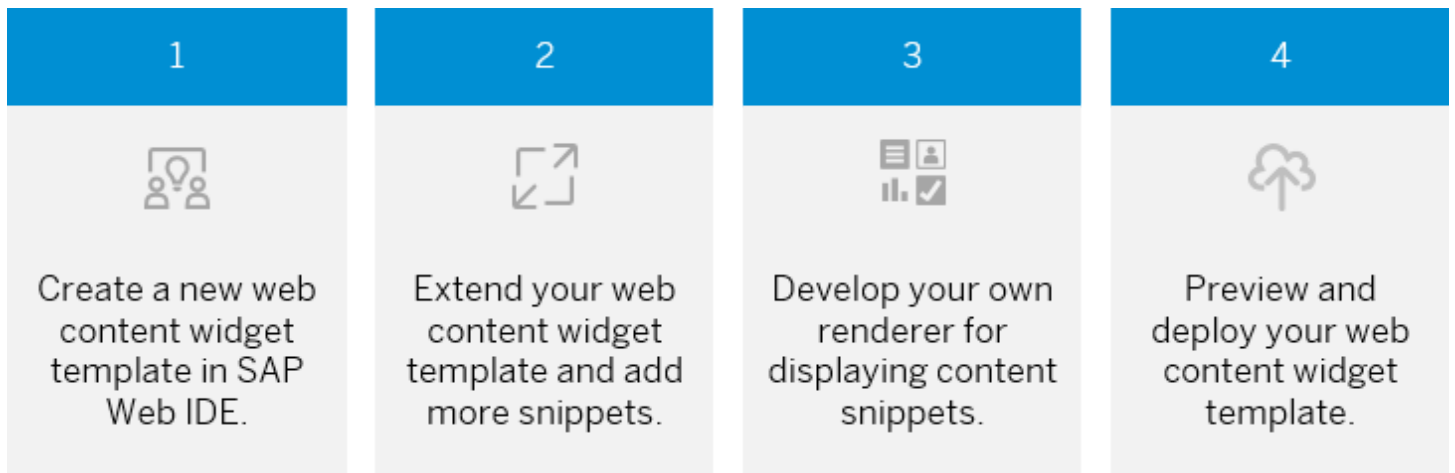 1
Create a new web
content widget
template in SAP
Web IDE.
2
Extend your web
content widget
template and add
more snippets.
3
Develop your own
renderer for
displaying content
snippets.
4
Preview and
deploy your web
content widget
template.